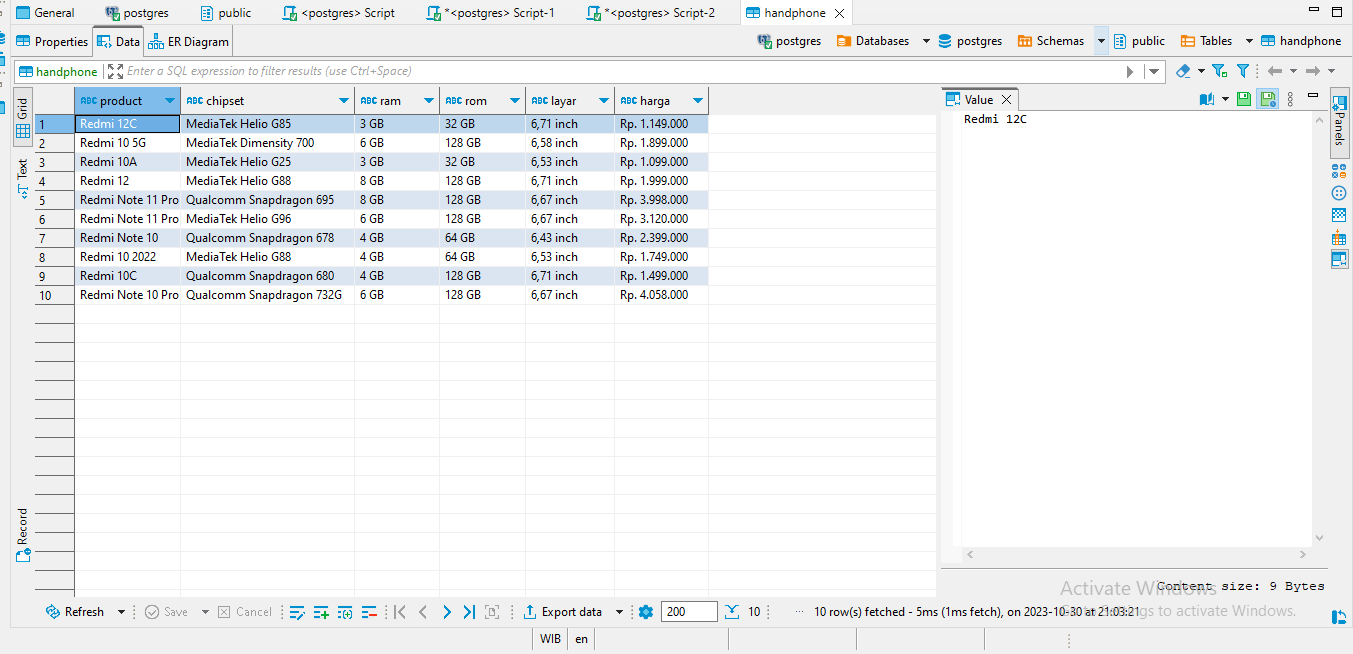 General postgres public <postgres> Script *<postgres> Script-1 *<postgres> Script-2 handphone
Properties Data ER Diagram postgres Databases postgres Schemas public Tables handphone
handphone Enter a SQL expression to filter results (use Ctrl+Space)
Grid
Text
Record
ABC product ABC chipset ABC ram ABC rom ABC layar ABC harga
1 Redmi 12C MediaTek Helio G85 3 GB 32 GB 6,71 inch Rp. 1.149.000
2 Redmi 10 5G MediaTek Dimensity 700 6 GB 128 GB 6,58 inch Rp. 1.899.000
3 Redmi 10A MediaTek Helio G25 3 GB 32 GB 6,53 inch Rp. 1.099.000
4 Redmi 12 MediaTek Helio G88 8 GB 128 GB 6,71 inch Rp. 1.999.000
5 Redmi Note 11 Pro Qualcomm Snapdragon 695 8 GB 128 GB 6,67 inch Rp. 3.998.000
6 Redmi Note 11 Pro MediaTek Helio G96 6 GB 128 GB 6,67 inch Rp. 3.120.000
7 Redmi Note 10 Qualcomm Snapdragon 678 4 GB 64 GB 6,43 inch Rp. 2.399.000
8 Redmi 10 2022 MediaTek Helio G88 4 GB 64 GB 6,53 inch Rp. 1.749.000
9 Redmi 10C Qualcomm Snapdragon 680 4 GB 128 GB 6,71 inch Rp. 1.499.000
10 Redmi Note 10 Pro Qualcomm Snapdragon 732G 6 GB 128 GB 6,67 inch Rp. 4.058.000
Value
Redmi 12C
Panels
Content size: 9 Bytes
Activate Windows
Go to Settings to activate Windows.
Refresh Save Cancel Export data 200 10 ... 10 row(s) fetched - 5ms (1ms fetch), on 2023-10-30 at 21:03:21
WIB en